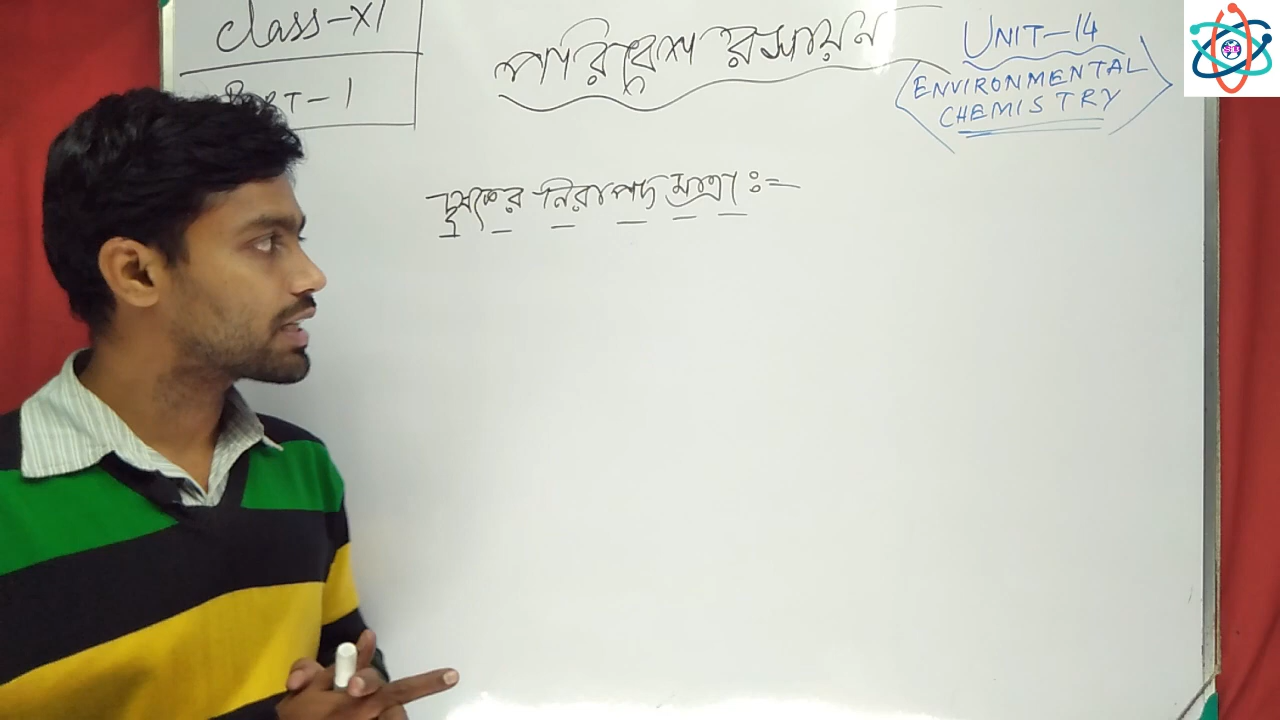 Class-XI
Part-1
পরিবেশ রসায়ন
UNIT-14
ENVIRONMENTAL
CHEMISTRY
দূষকের নিরাপদ মাত্রা :-